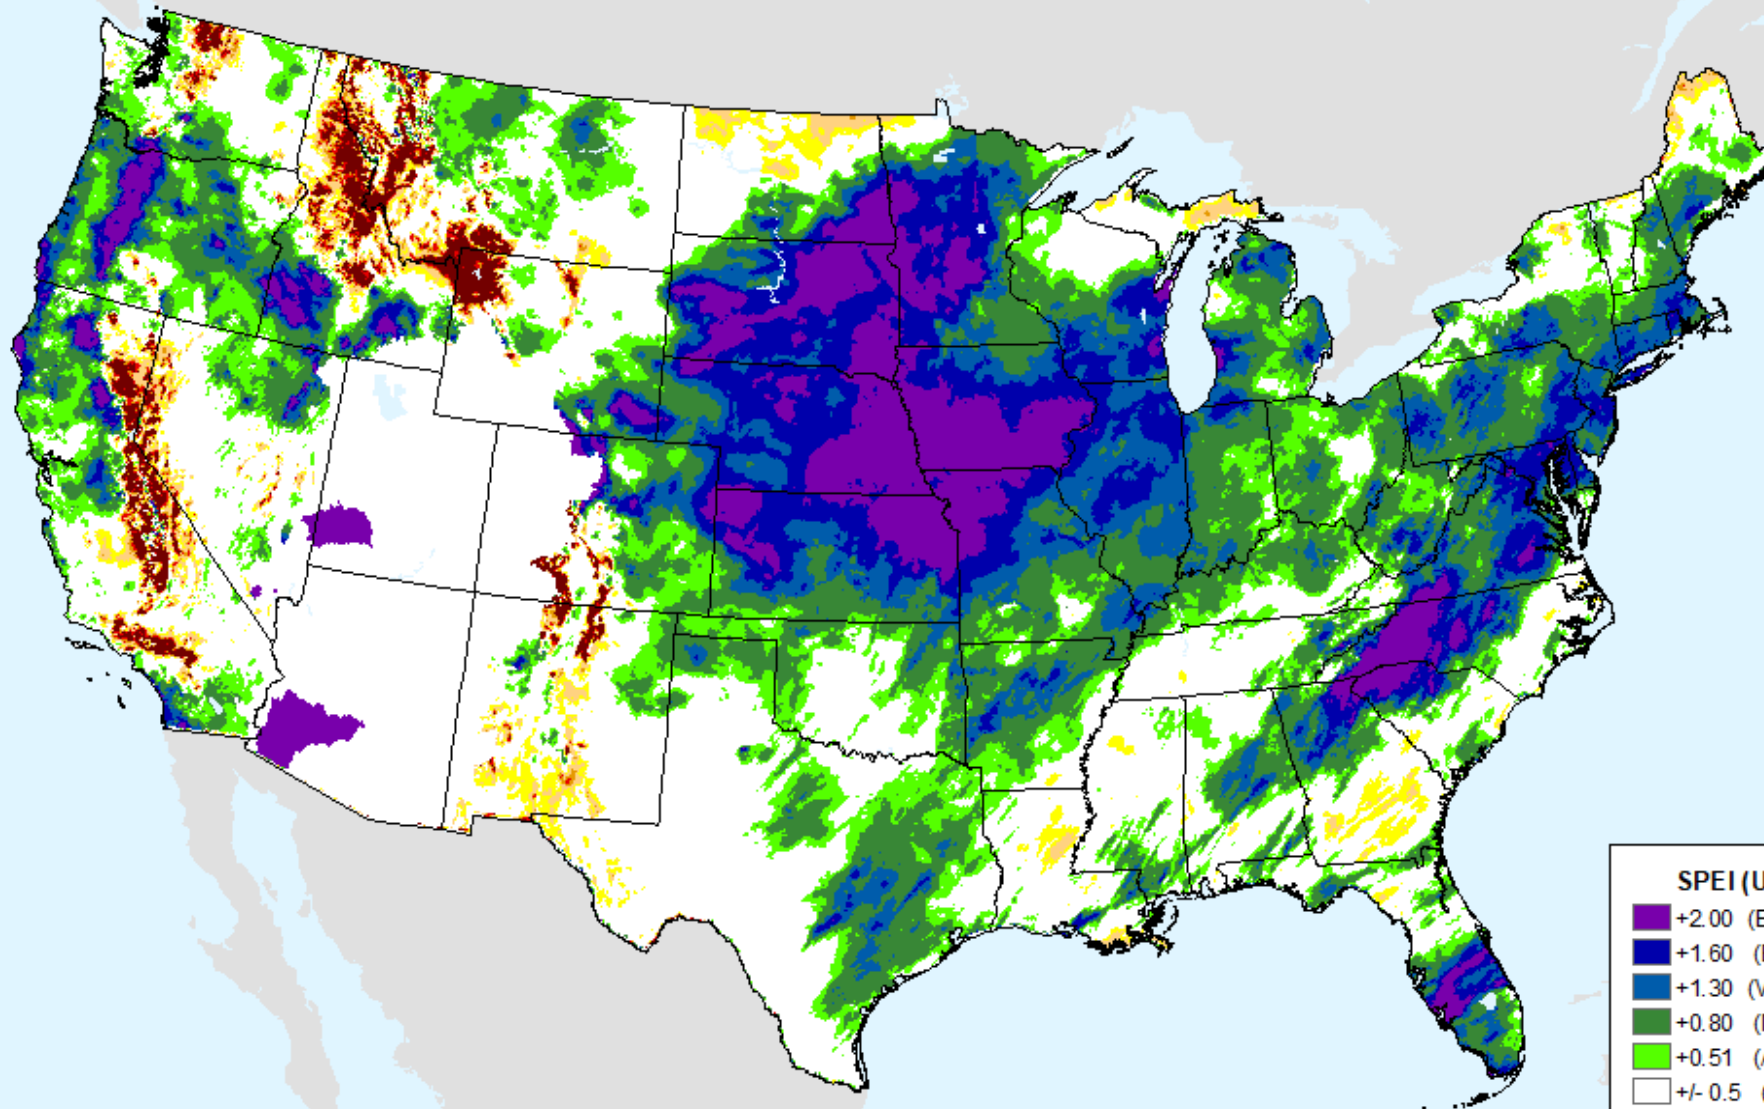 SPEI (U
+2.00 (E
+1.60 (
+1.30 (V
+0.80 (
+0.51 (
+/- 0.5 (